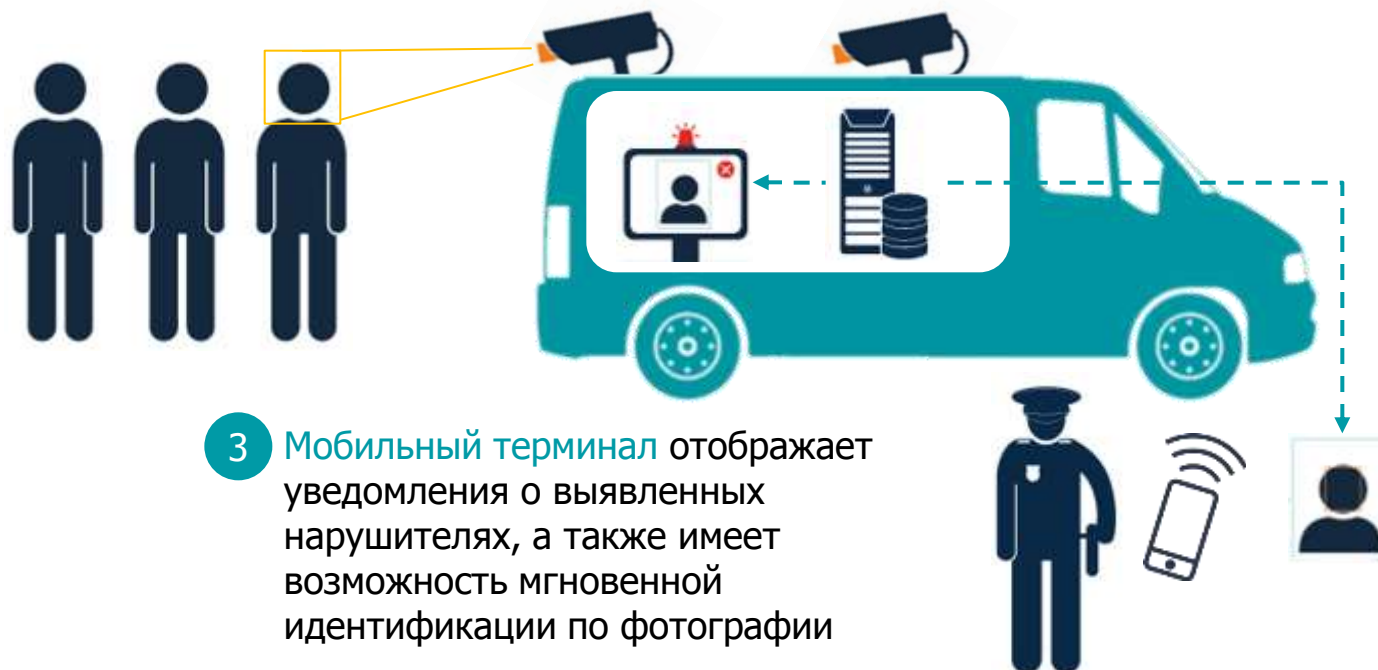 3 Мобильный терминал отображает
уведомления о выявленных
нарушителях, а также имеет
возможность мгновенной
идентификации по фотографии